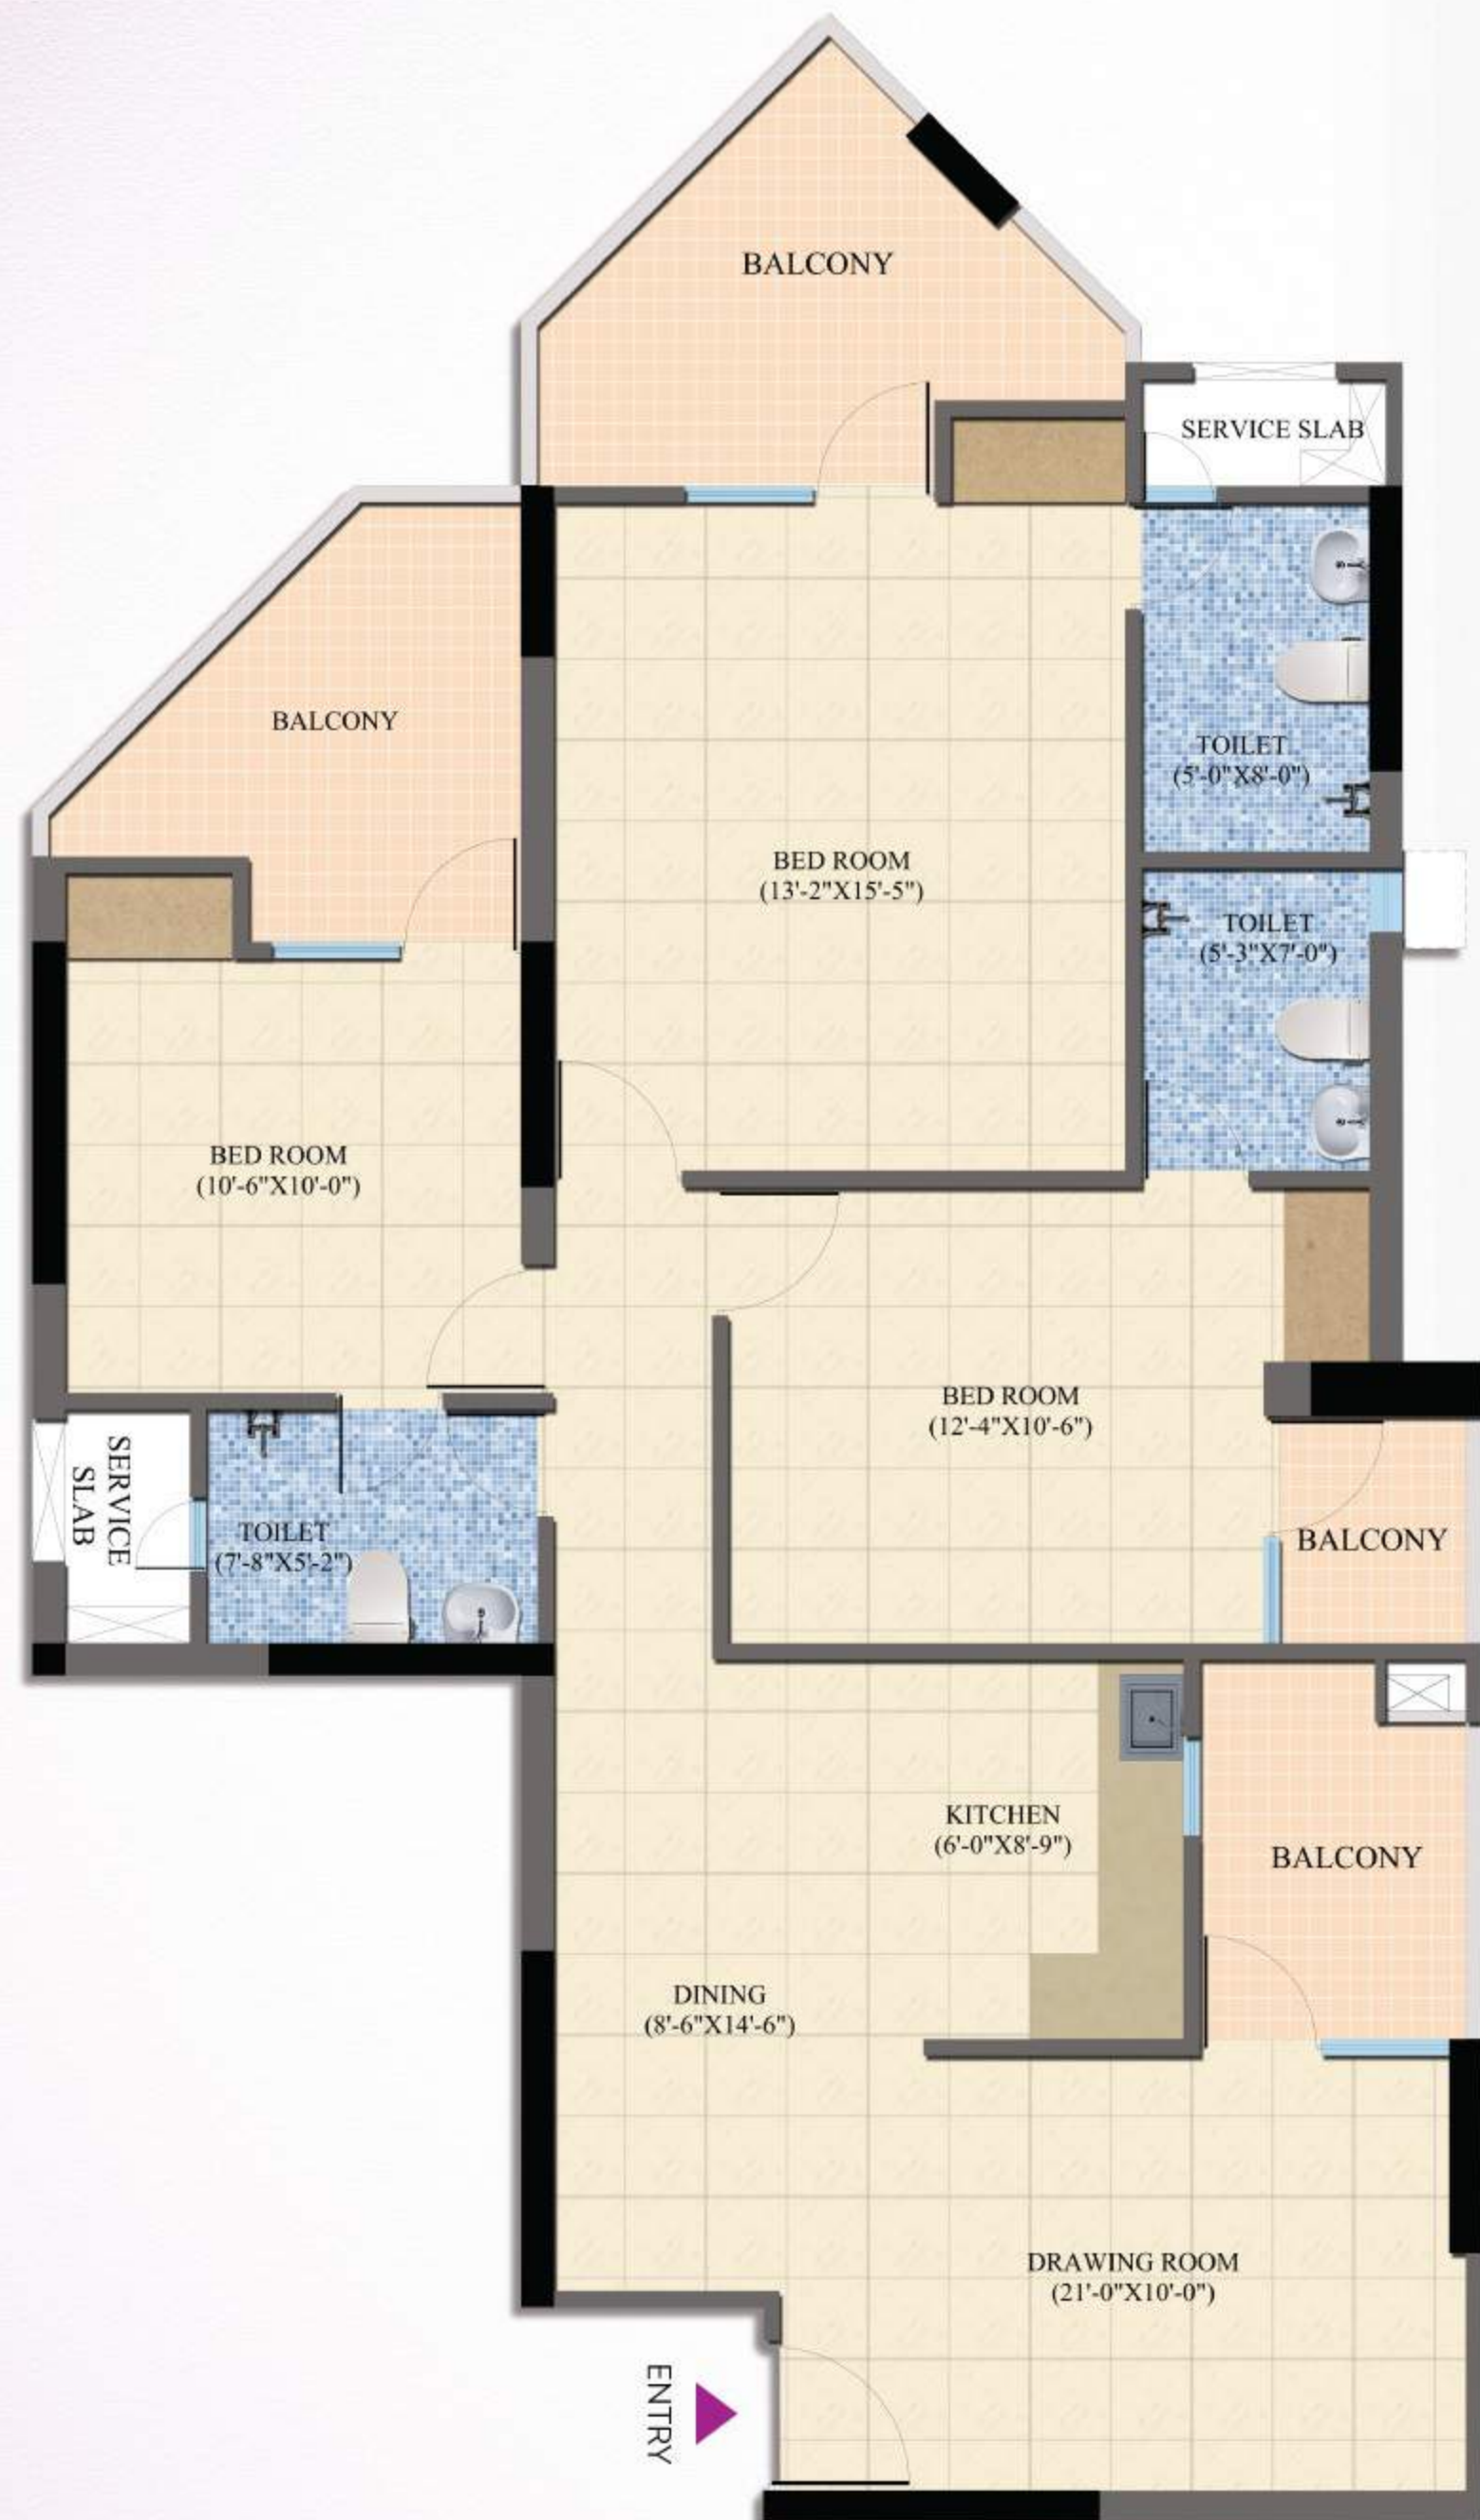 BALCONY
SERVICE SLAB
BALCONY
TOILET
(5'-0"X8'-0")
BED ROOM
(13'-2"X15'-5")
TOILET
(5'-3"X7'-0")
BED ROOM
(10'-6"X10'-0")
BED ROOM
(12'-4"X10'-6")
SERVICE
SLAB
TOILET
(7'-8"X5'-2")
BALCONY
KITCHEN
(6'-0"X8'-9")
BALCONY
DINING
(8'-6"X14'-6")
DRAWING ROOM
(21'-0"X10'-0")
ENTRY